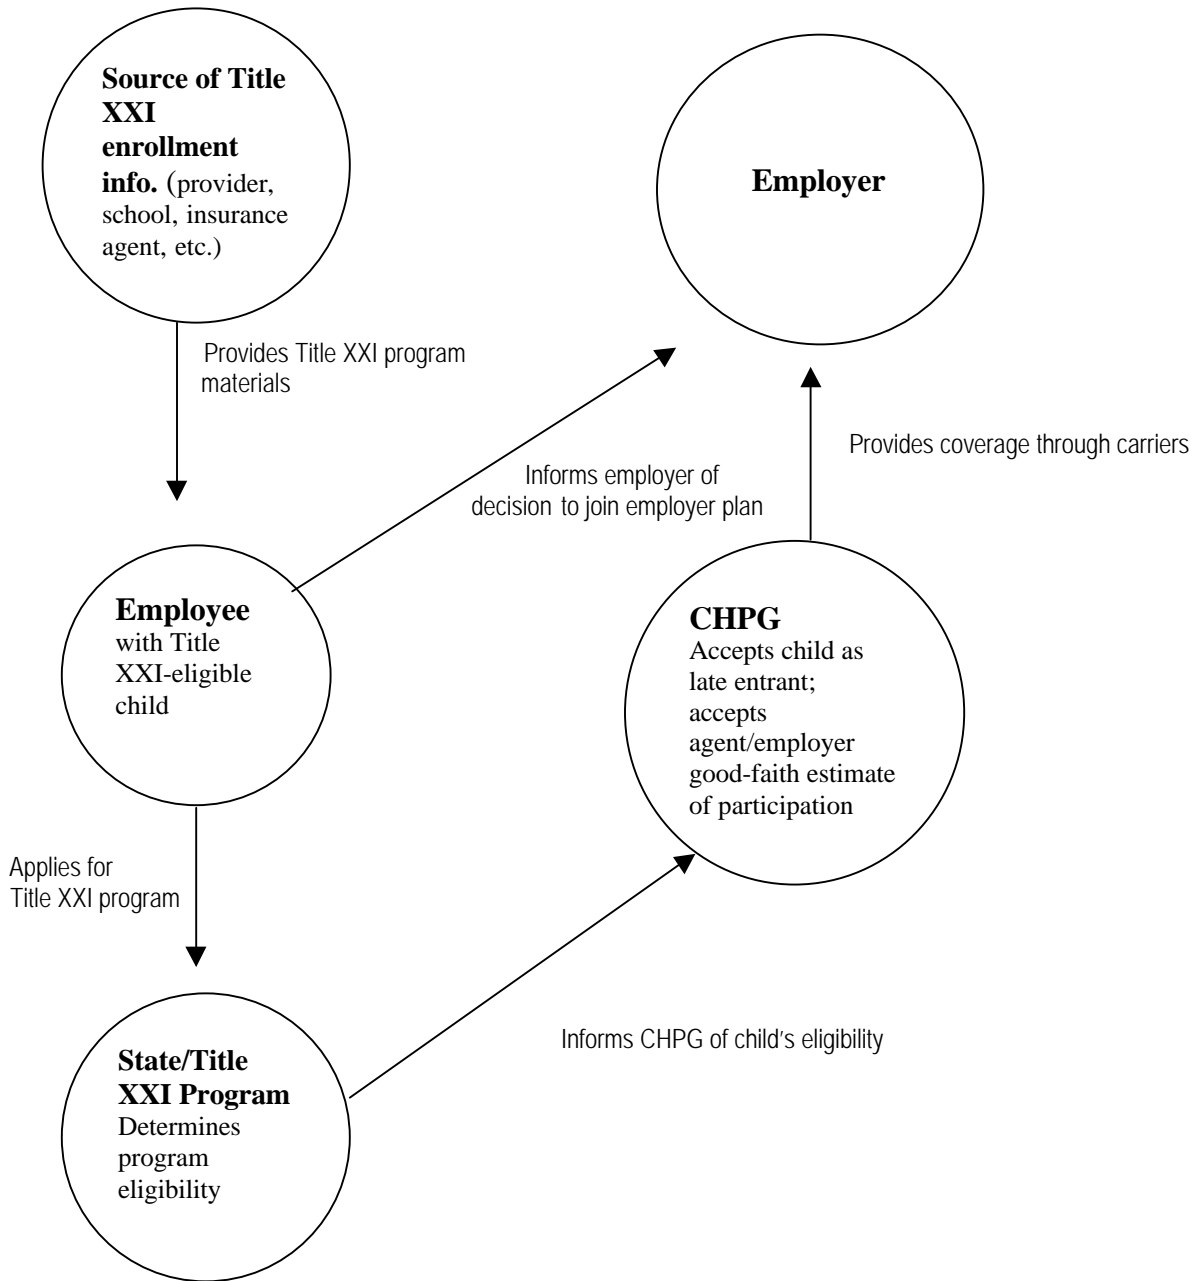 Source of Title
XXI
enrollment
info. (provider,
school, insurance
agent, etc.)
Employer
Provides Title XXI program
materials
Provides coverage through carriers
Informs employer of
decision to join employer plan
Employee
with Title
XXI-eligible
child
CHPG
Accepts child as
late entrant;
accepts
agent/employer
good-faith estimate
of participation
Applies for
Title XXI program
Informs CHPG of child's eligibility
State/Title
XXI Program
Determines
program
eligibility